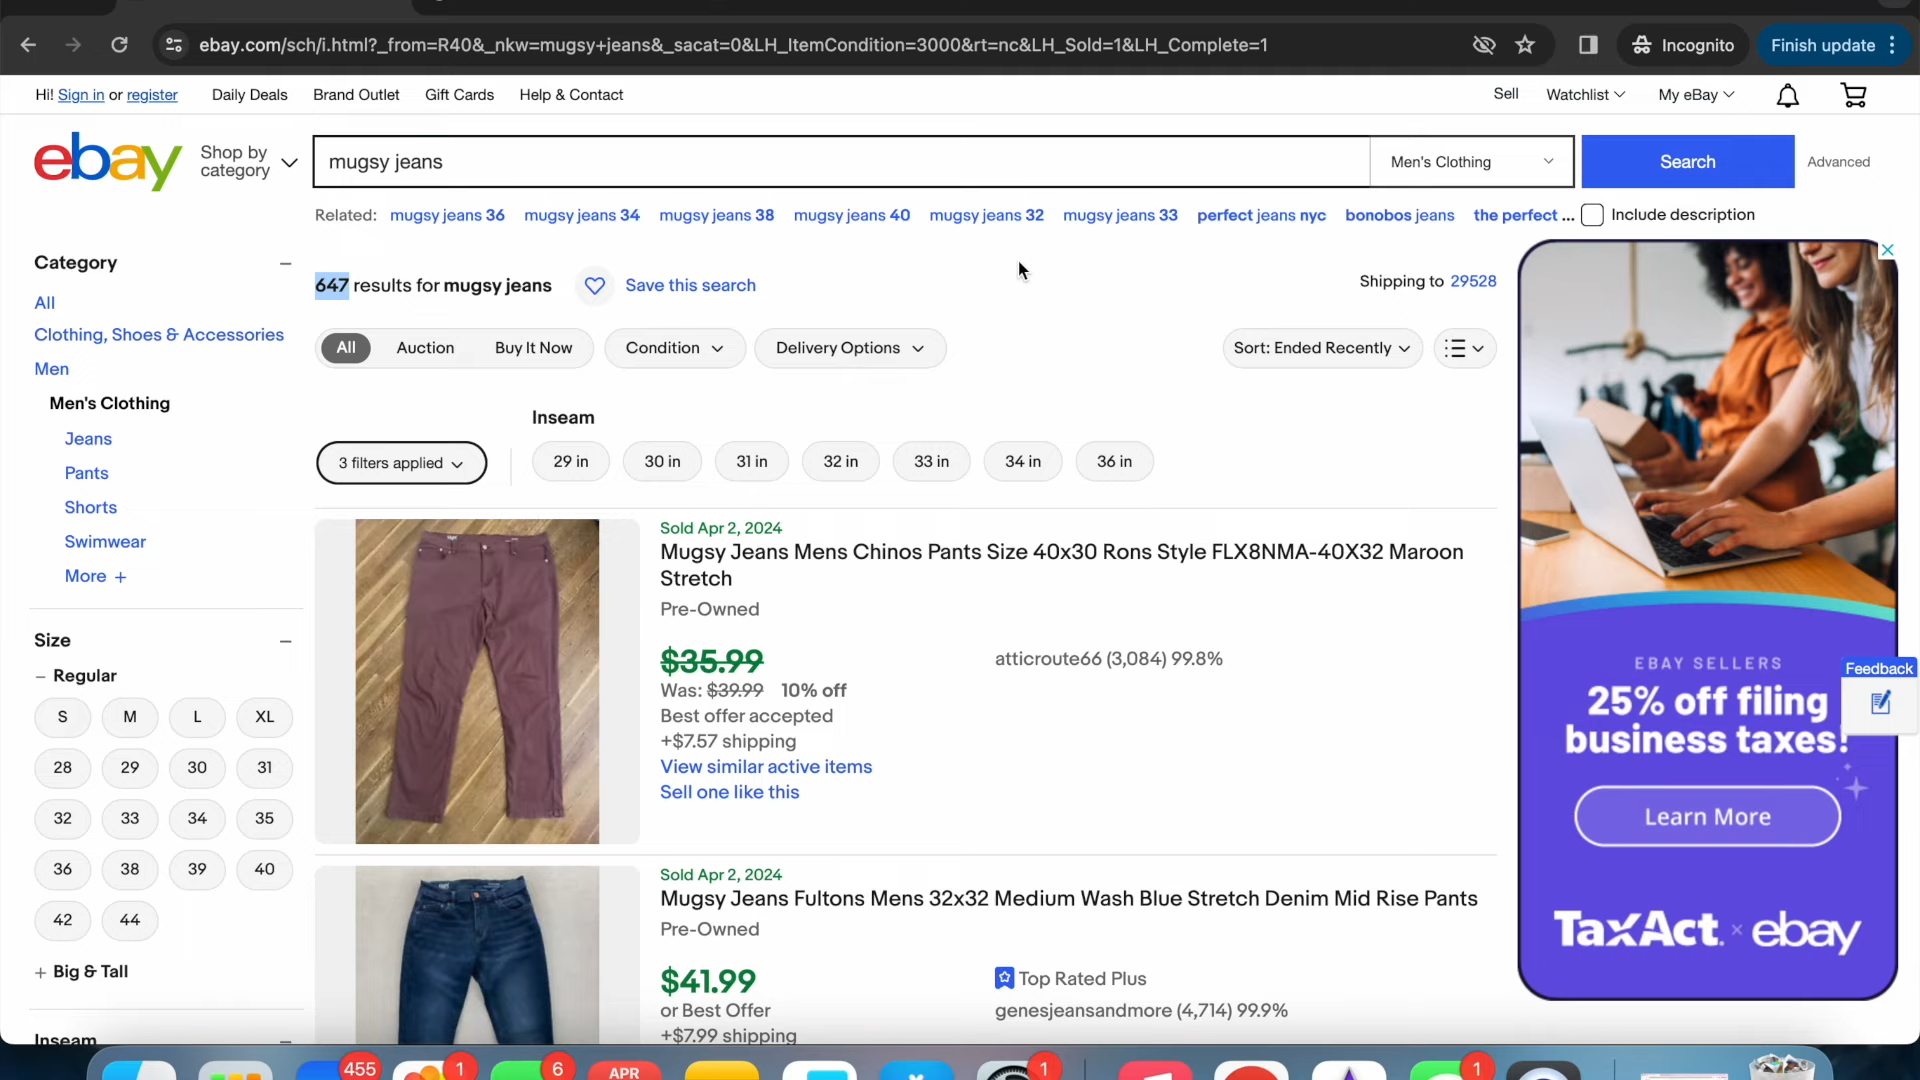 ebay.com/sch/i.html?_from=R40&_nkw=mugsy+jeans&_sacat=0&LH_ItemCondition=3000&rt=nc&LH_Sold=1&LH_Complete=1
Incognito
Finish update
Hi! Sign in or register
Daily Deals
Brand Outlet
Gift Cards
Help & Contact
Sell
Watchlist
My eBay
ebay
Shop by
category
mugsy jeans
Men's Clothing
Search
Advanced
Related: mugsy jeans 36 mugsy jeans 34 mugsy jeans 38 mugsy jeans 40 mugsy jeans 32 mugsy jeans 33 perfect jeans nyc bonobos jeans the perfect ...
Include description
Category
All
Clothing, Shoes & Accessories
Men
Men's Clothing
Jeans
Pants
Shorts
Swimwear
More +
Size
Regular
S M L XL
28 29 30 31
32 33 34 35
36 38 39 40
42 44
+ Big & Tall
Inseam
647 results for mugsy jeans
Save this search
Shipping to 29528
All
Auction
Buy It Now
Condition
Delivery Options
Sort: Ended Recently
3 filters applied
Inseam
29 in 30 in 31 in 32 in 33 in 34 in 36 in
Sold Apr 2, 2024
Mugsy Jeans Mens Chinos Pants Size 40x30 Rons Style FLX8NMA-40X32 Maroon
Stretch
Pre-Owned
$35.99
atticroute66 (3,084) 99.8%
Was: $39.99 10% off
Best offer accepted
+$7.57 shipping
View similar active items
Sell one like this
Sold Apr 2, 2024
Mugsy Jeans Fultons Mens 32x32 Medium Wash Blue Stretch Denim Mid Rise Pants
Pre-Owned
$41.99
Top Rated Plus
or Best Offer
genesjeansandmore (4,714) 99.9%
+$7.99 shipping
EBAY SELLERS
25% off filing
business taxes!
Learn More
TaxAct × ebay
Feedback
455
1
6
APR
1
1